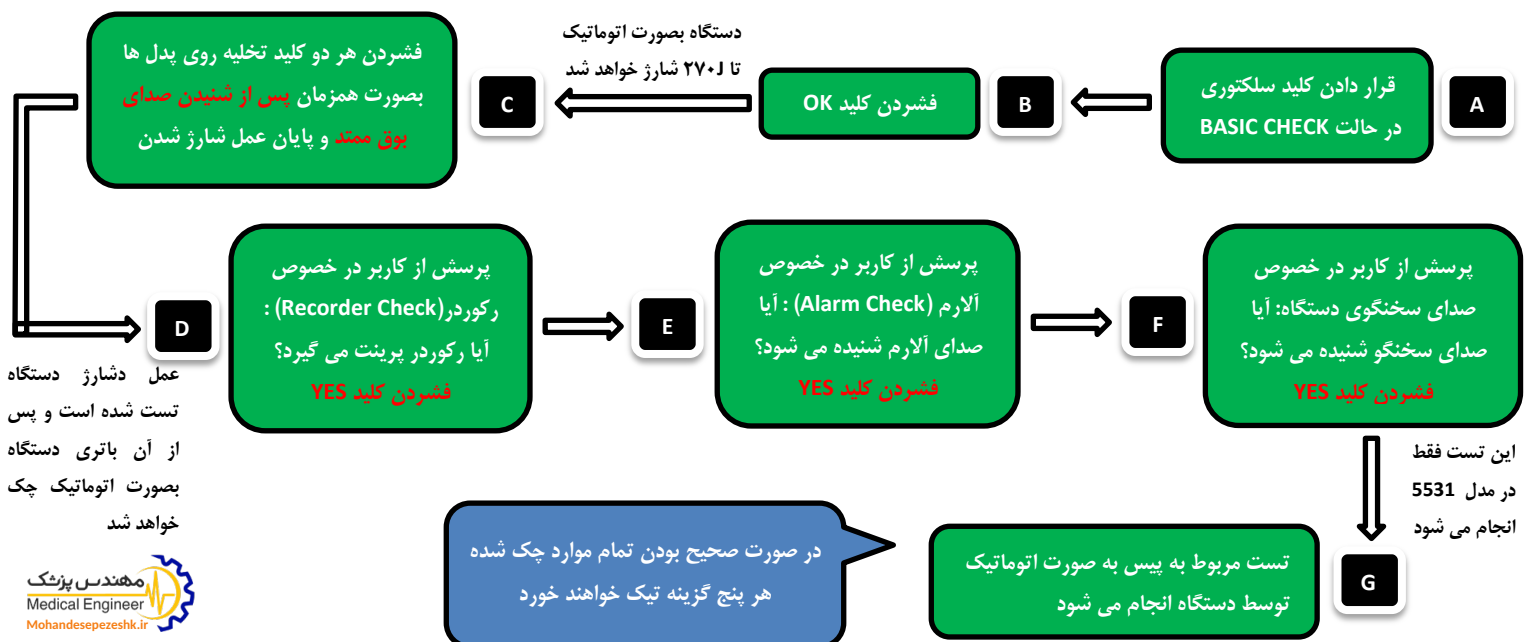 A
قرار دادن کلید سلکتوری
در حالت BASIC CHECK
B
فشردن کلید OK
دستگاه بصورت اتوماتیک
تا ۲۷۰J شارژ خواهد شد
C
فشردن هر دو کلید تخلیه روی پدل ها
بصورت همزمان پس از شنیدن صدای
بوق ممتد و پایان عمل شارژ شدن
D
عمل دشارژ دستگاه
تست شده است و پس
از آن باتری دستگاه
بصورت اتوماتیک چک
خواهد شد
پرسش از کاربر در خصوص
رکوردر(Recorder Check) :
آیا رکوردر پرینت می گیرد؟
فشردن کلید YES
E
پرسش از کاربر در خصوص
آلارم (Alarm Check) : آیا
صدای آلارم شنیده می شود؟
فشردن کلید YES
F
پرسش از کاربر در خصوص
صدای سخنگوی دستگاه: آیا
صدای سخنگو شنیده می شود؟
فشردن کلید YES
این تست فقط
در مدل 5531
انجام می شود
G
تست مربوط به پیس به صورت اتوماتیک
توسط دستگاه انجام می شود
در صورت صحیح بودن تمام موارد چک شده
هر پنج گزینه تیک خواهند خورد
مهندس پزشک
Medical Engineer
Mohandesepezeshk.ir